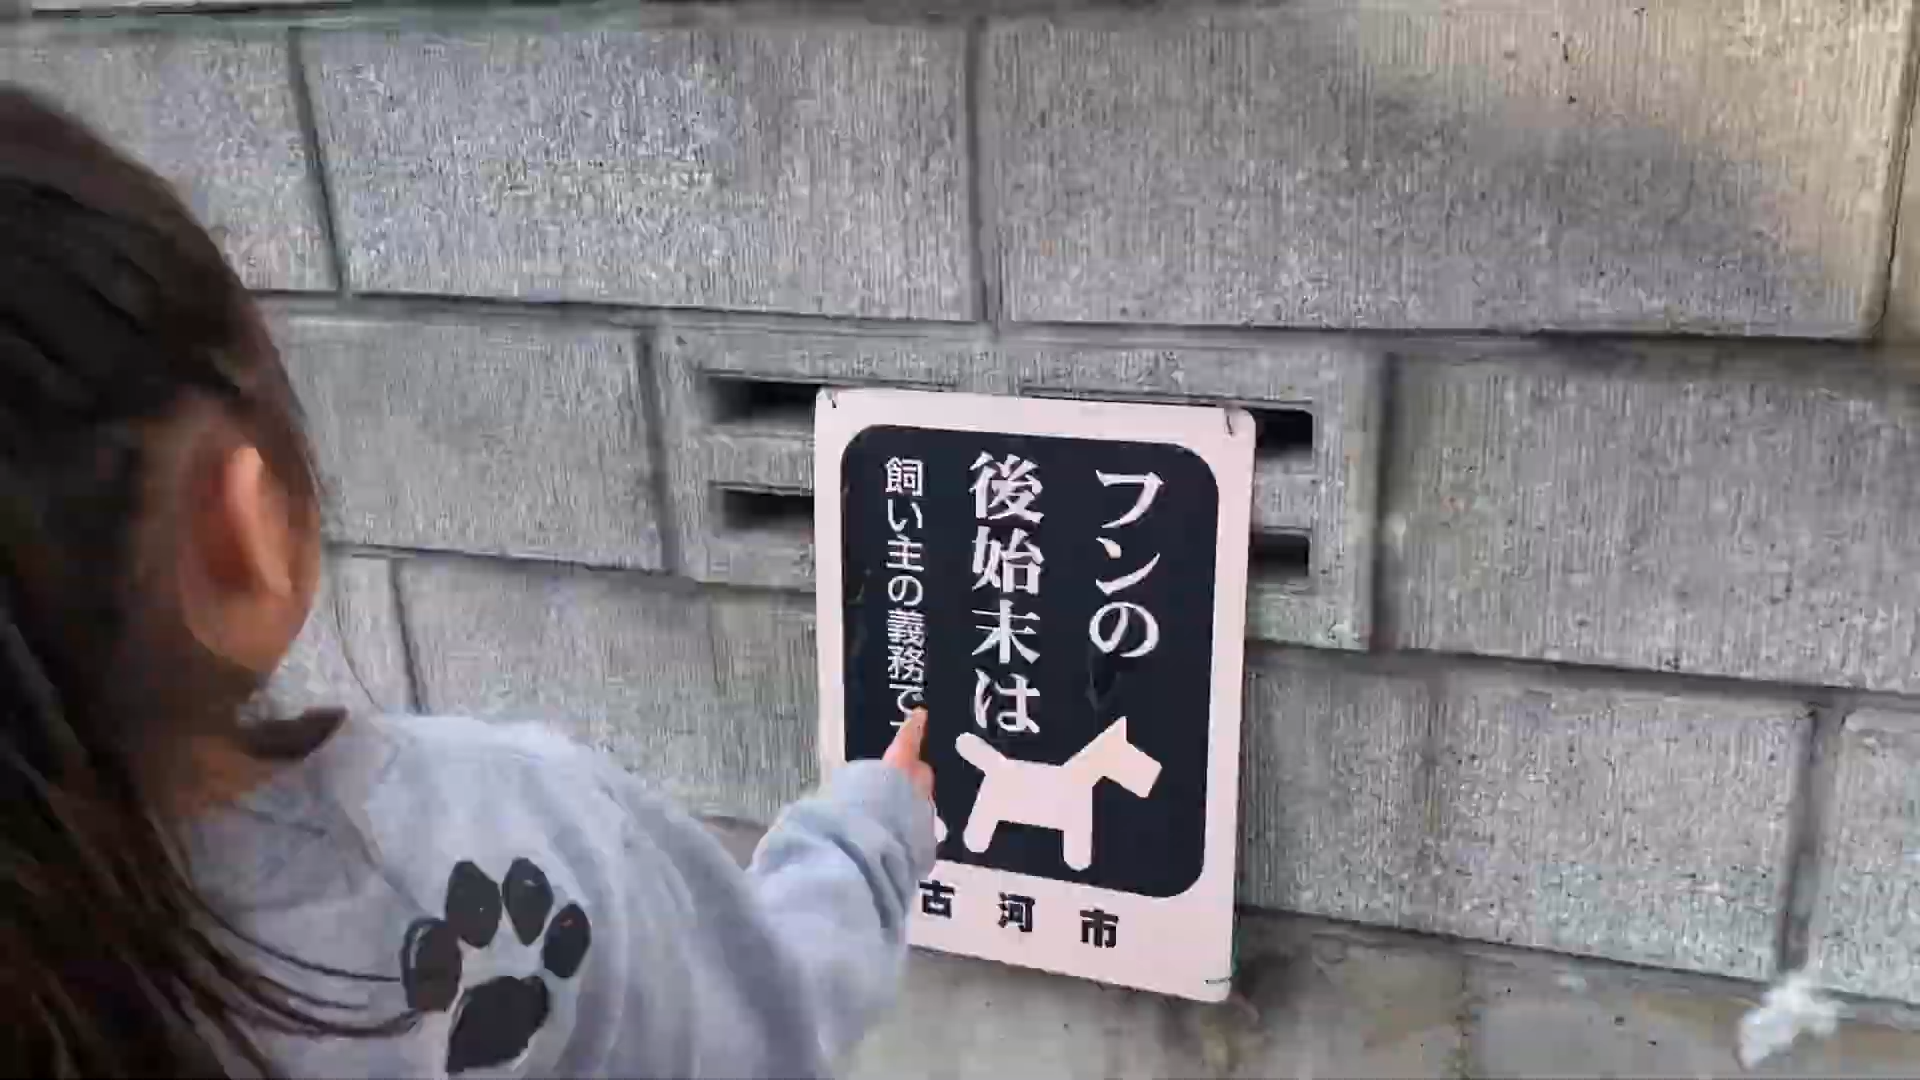 フンの
後始末は
飼い主の義務で
古河市